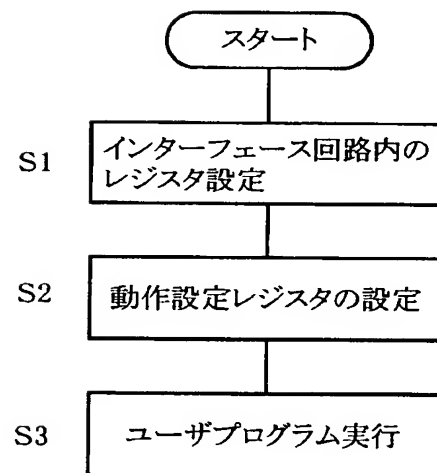 スタート
S1
インターフェース回路内の
レジスタ設定
S2
動作設定レジスタの設定
S3
ユーザプログラム実行